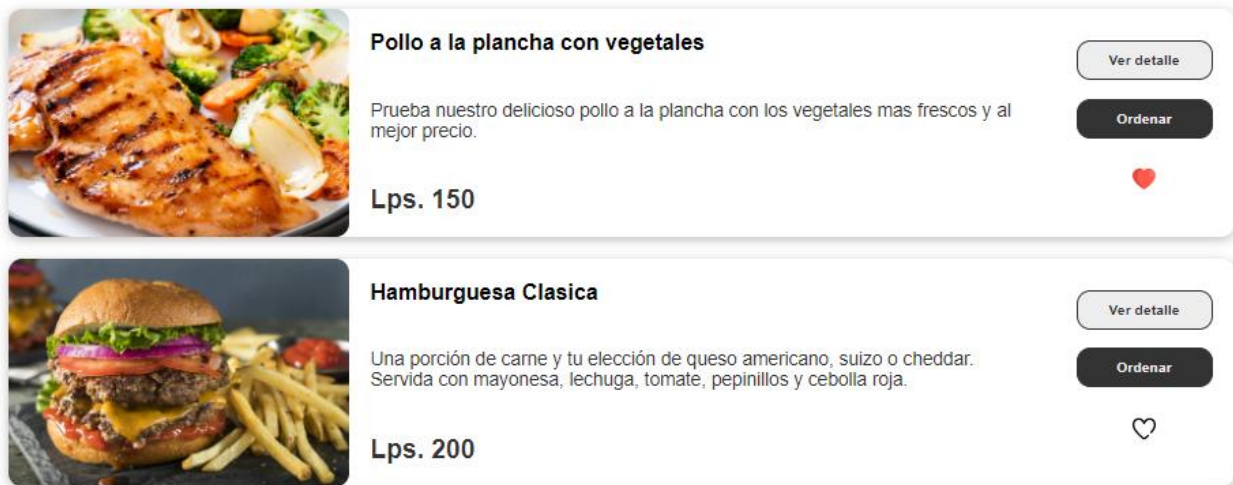 Pollo a la plancha con vegetales
Ver detalle
Prueba nuestro delicioso pollo a la plancha con los vegetales mas frescos y al
mejor precio.
Ordenar
Lps. 150
Hamburguesa Clasica
Ver detalle
Una porción de carne y tu elección de queso americano, suizo o cheddar.
Servida con mayonesa, lechuga, tomate, pepinillos y cebolla roja.
Ordenar
Lps. 200